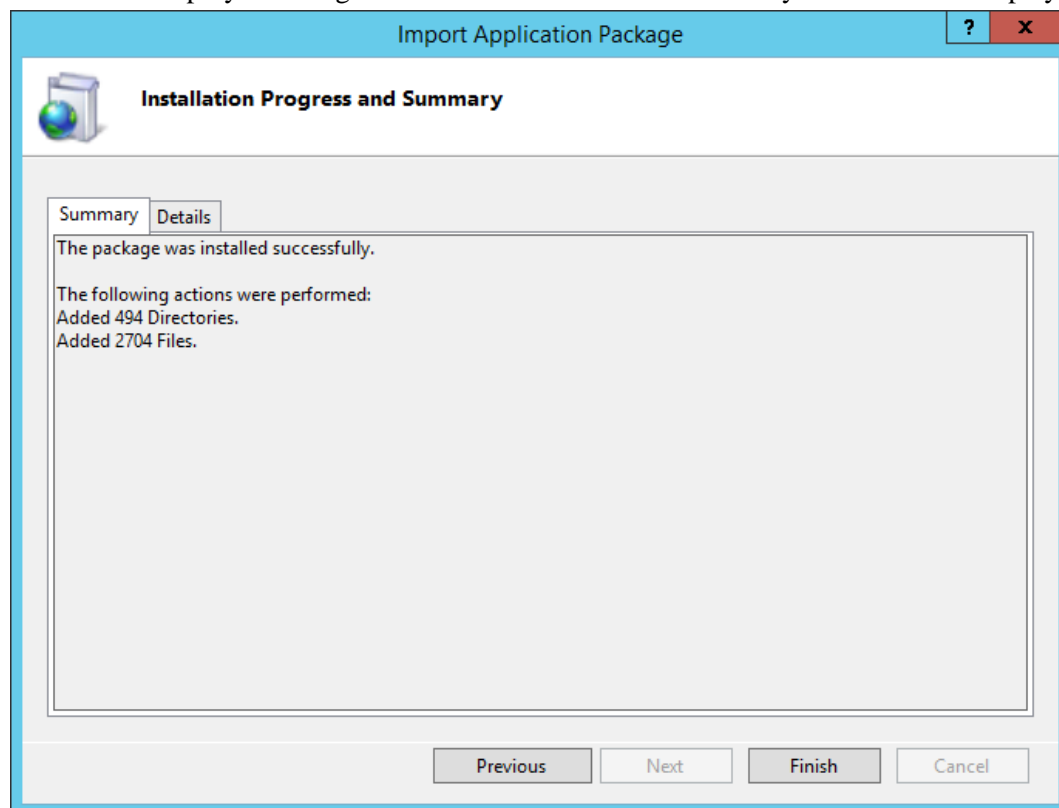 Import Application Package
?
x
Installation Progress and Summary
Summary
Details
The package was installed successfully.
The following actions were performed:
Added 494 Directories.
Added 2704 Files.
Previous
Next
Finish
Cancel